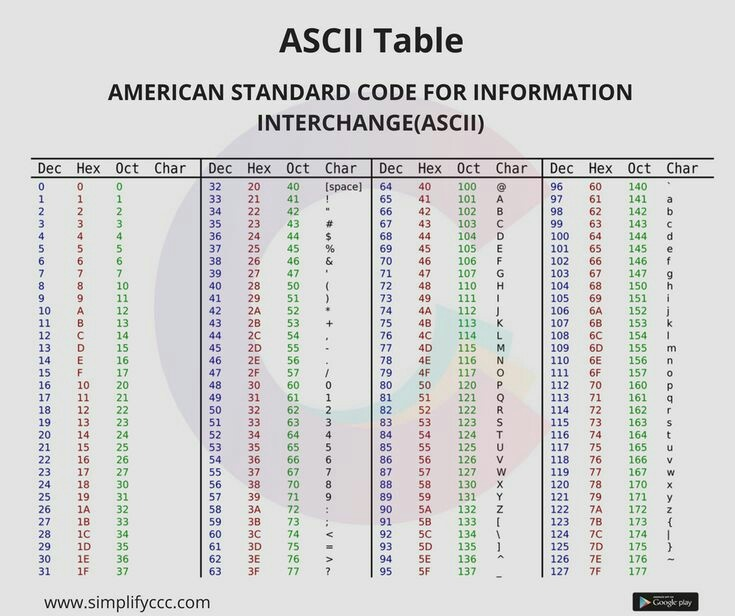 ASCII Table
AMERICAN STANDARD CODE FOR INFORMATION
INTERCHANGE(ASCII)
Dec Hex Oct Char Dec Hex Oct Char Dec Hex Oct Char Dec Hex Oct Char
0 0 0 32 20 40 [space] 64 40 100 @ 96 60 140 `
1 1 1 33 21 41 ! 65 41 101 A 97 61 141 a
2 2 2 34 22 42 " 66 42 102 B 98 62 142 b
3 3 3 35 23 43 # 67 43 103 C 99 63 143 c
4 4 4 36 24 44 $ 68 44 104 D 100 64 144 d
5 5 5 37 25 45 % 69 45 105 E 101 65 145 e
6 6 6 38 26 46 & 70 46 106 F 102 66 146 f
7 7 7 39 27 47 ' 71 47 107 G 103 67 147 g
8 8 10 40 28 50 ( 72 48 110 H 104 68 150 h
9 9 11 41 29 51 ) 73 49 111 I 105 69 151 i
10 A 12 42 2A 52 * 74 4A 112 J 106 6A 152 j
11 B 13 43 2B 53 + 75 4B 113 K 107 6B 153 k
12 C 14 44 2C 54 , 76 4C 114 L 108 6C 154 l
13 D 15 45 2D 55 - 77 4D 115 M 109 6D 155 m
14 E 16 46 2E 56 . 78 4E 116 N 110 6E 156 n
15 F 17 47 2F 57 / 79 4F 117 O 111 6F 157 o
16 10 20 48 30 60 0 80 50 120 P 112 70 160 p
17 11 21 49 31 61 1 81 51 121 Q 113 71 161 q
18 12 22 50 32 62 2 82 52 122 R 114 72 162 r
19 13 23 51 33 63 3 83 53 123 S 115 73 163 s
20 14 24 52 34 64 4 84 54 124 T 116 74 164 t
21 15 25 53 35 65 5 85 55 125 U 117 75 165 u
22 16 26 54 36 66 6 86 56 126 V 118 76 166 v
23 17 27 55 37 67 7 87 57 127 W 119 77 167 w
24 18 30 56 38 70 8 88 58 130 X 120 78 170 x
25 19 31 57 39 71 9 89 59 131 Y 121 79 171 y
26 1A 32 58 3A 72 : 90 5A 132 Z 122 7A 172 z
27 1B 33 59 3B 73 ; 91 5B 133 [ 123 7B 173 {
28 1C 34 60 3C 74 < 92 5C 134 \ 124 7C 174 |
29 1D 35 61 3D 75 = 93 5D 135 ] 125 7D 175 }
30 1E 36 62 3E 76 > 94 5E 136 ^ 126 7E 176 ~
31 1F 37 63 3F 77 ? 95 5F 137 _ 127 7F 177
www.simplifyccc.com
Google play